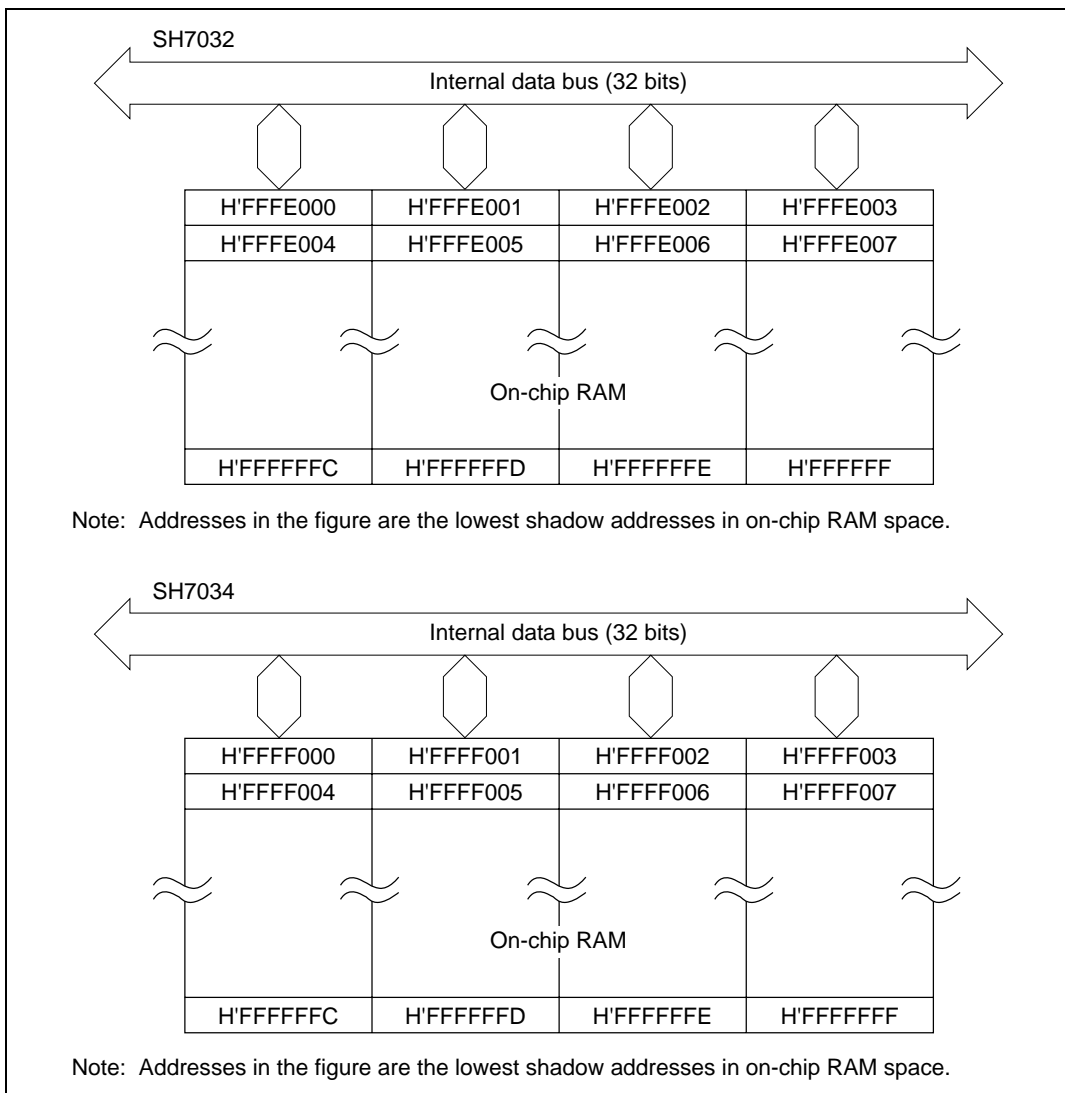 SH7032
Internal data bus (32 bits)
H'FFFE000 H'FFFE001 H'FFFE002 H'FFFE003
H'FFFE004 H'FFFE005 H'FFFE006 H'FFFE007
On-chip RAM
H'FFFFFFC H'FFFFFFD H'FFFFFFE H'FFFFFF
Note: Addresses in the figure are the lowest shadow addresses in on-chip RAM space.
SH7034
Internal data bus (32 bits)
H'FFFF000 H'FFFF001 H'FFFF002 H'FFFF003
H'FFFF004 H'FFFF005 H'FFFF006 H'FFFF007
On-chip RAM
H'FFFFFFC H'FFFFFFD H'FFFFFFE H'FFFFFFF
Note: Addresses in the figure are the lowest shadow addresses in on-chip RAM space.